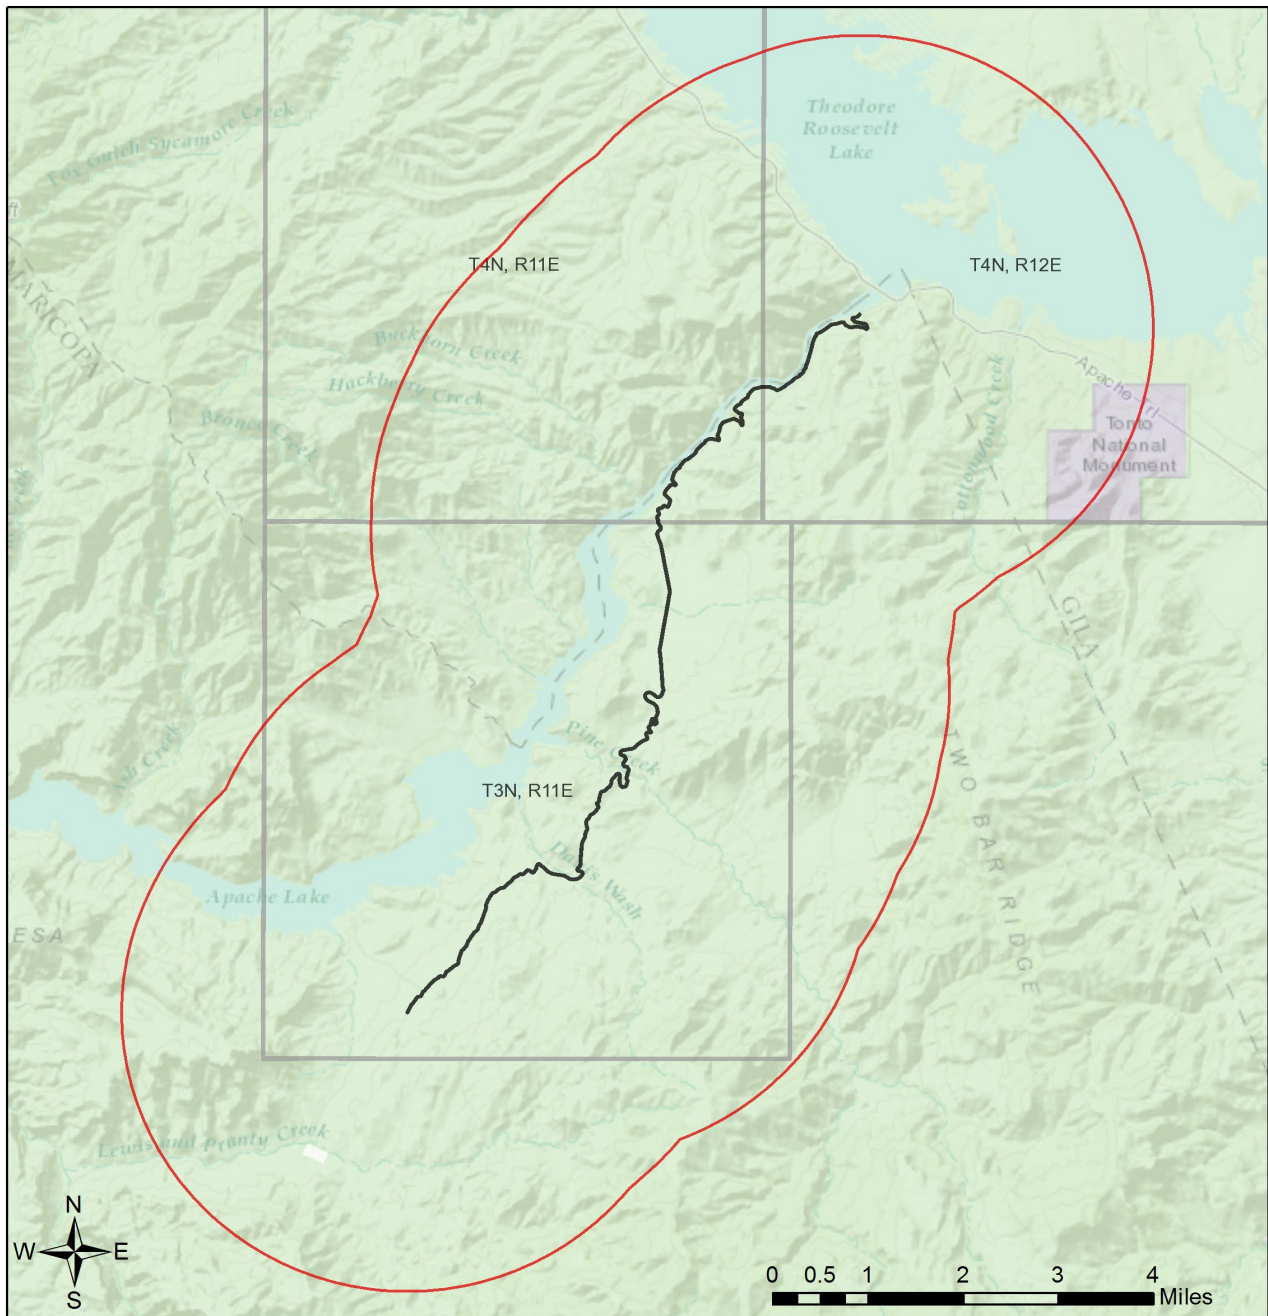 Theodore
Roosevelt
Lake
Fox Gulch Sycamore Creek
ft
MARICOPA
T4N, R11E
T4N, R12E
Buckhorn Creek
Hackberry Creek
Bronco Creek
Apache Trl
Cottonwood Creek
Tonto
National
Monument
GILA
Pine Creek
Ash Creek
TWO BAR RIDGE
T3N, R11E
Davis Wash
Apache Lake
ESA
Lewis and Pranty Creek
N
W E
S
0 0.5 1 2 3 4
Miles